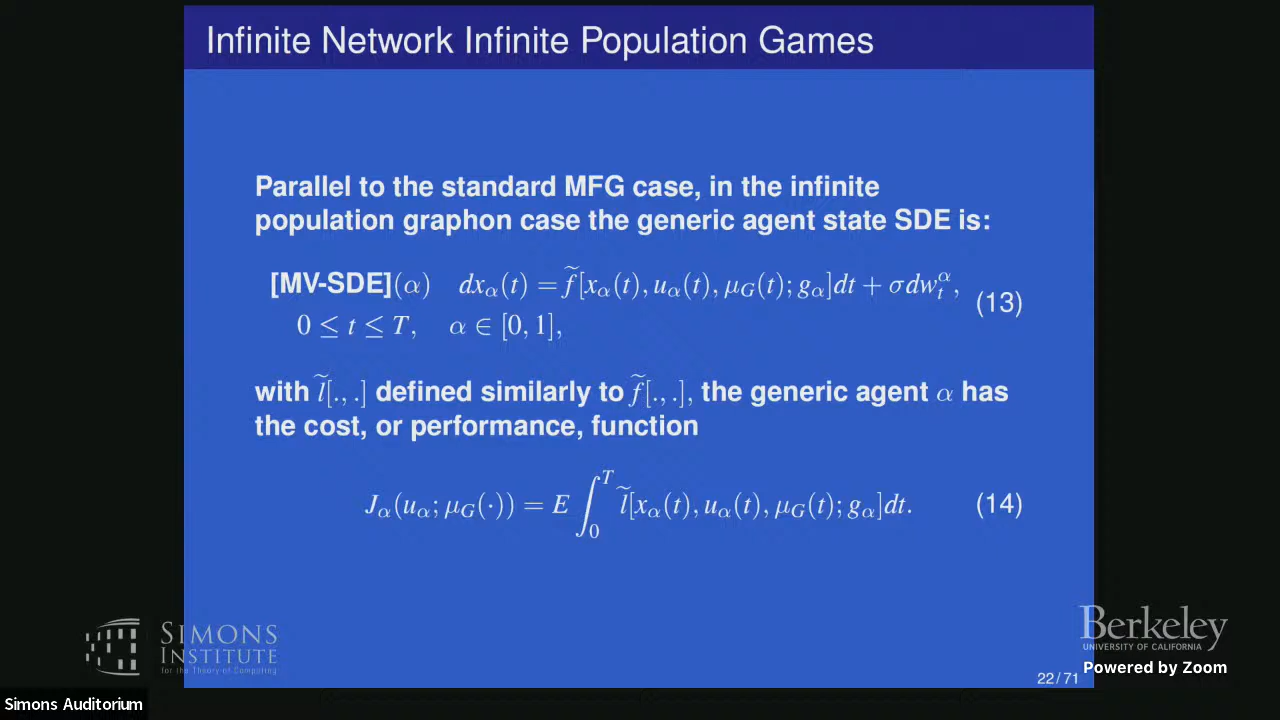 Infinite Network Infinite Population Games
Parallel to the standard MFG case, in the infinite
population graphon case the generic agent state SDE is:
[MV-SDE](α) dx_α(t) = f̃[x_α(t), u_α(t), μ_G(t); g_α]dt + σdw_t^α,
0 ≤ t ≤ T, α ∈ [0, 1],
(13)
with l̃[., .] defined similarly to f̃[., .], the generic agent α has
the cost, or performance, function
J_α(u_α; μ_G(·)) = E ∫_0^T l̃[x_α(t), u_α(t), μ_G(t); g_α]dt. (14)
SIMONS
INSTITUTE
for the Theory of Computing
Berkeley
UNIVERSITY OF CALIFORNIA
Powered by Zoom
22 / 71
Simons Auditorium